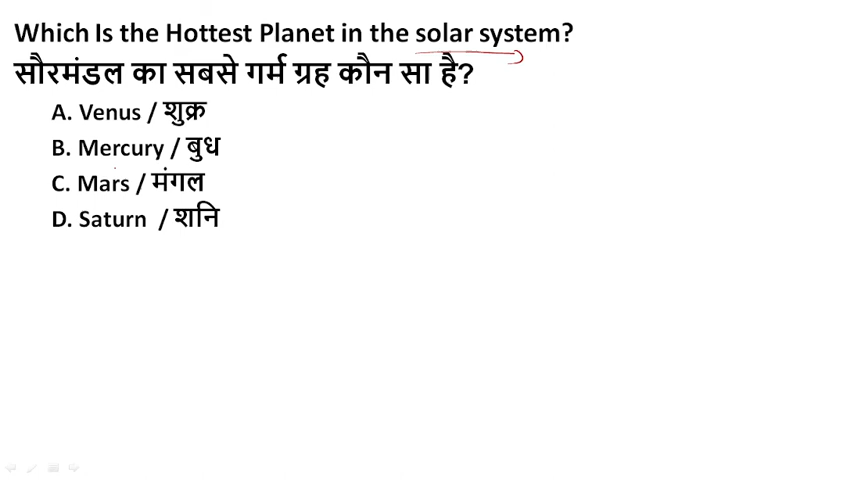 Which Is the Hottest Planet in the solar system?
सौरमंडल का सबसे गर्म ग्रह कौन सा है?
A. Venus / शुक्र
B. Mercury / बुध
C. Mars / मंगल
D. Saturn / शनि